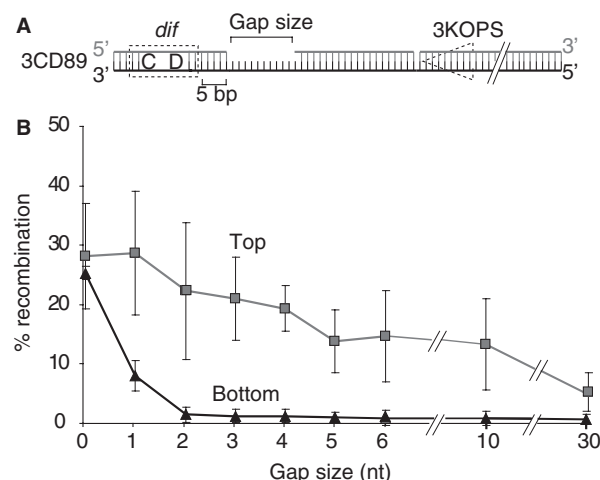 A
dif
Gap size
3KOPS
5’
3’
3CD89
C D
3’
5’
5 bp
B
50
40
30
20
10
0
% recombination
Top
Bottom
0 1 2 3 4 5 6 10 30
Gap size (nt)